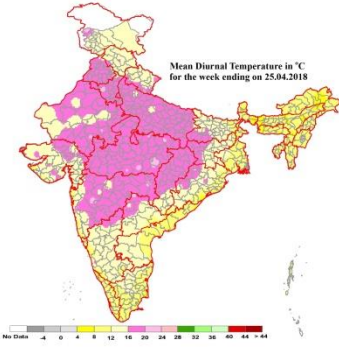 Mean Diurnal Temperature in °C
for the week ending on 25.04.2018
No Data -4 0 4 8 12 16 20 24 28 32 36 40 44 > 44